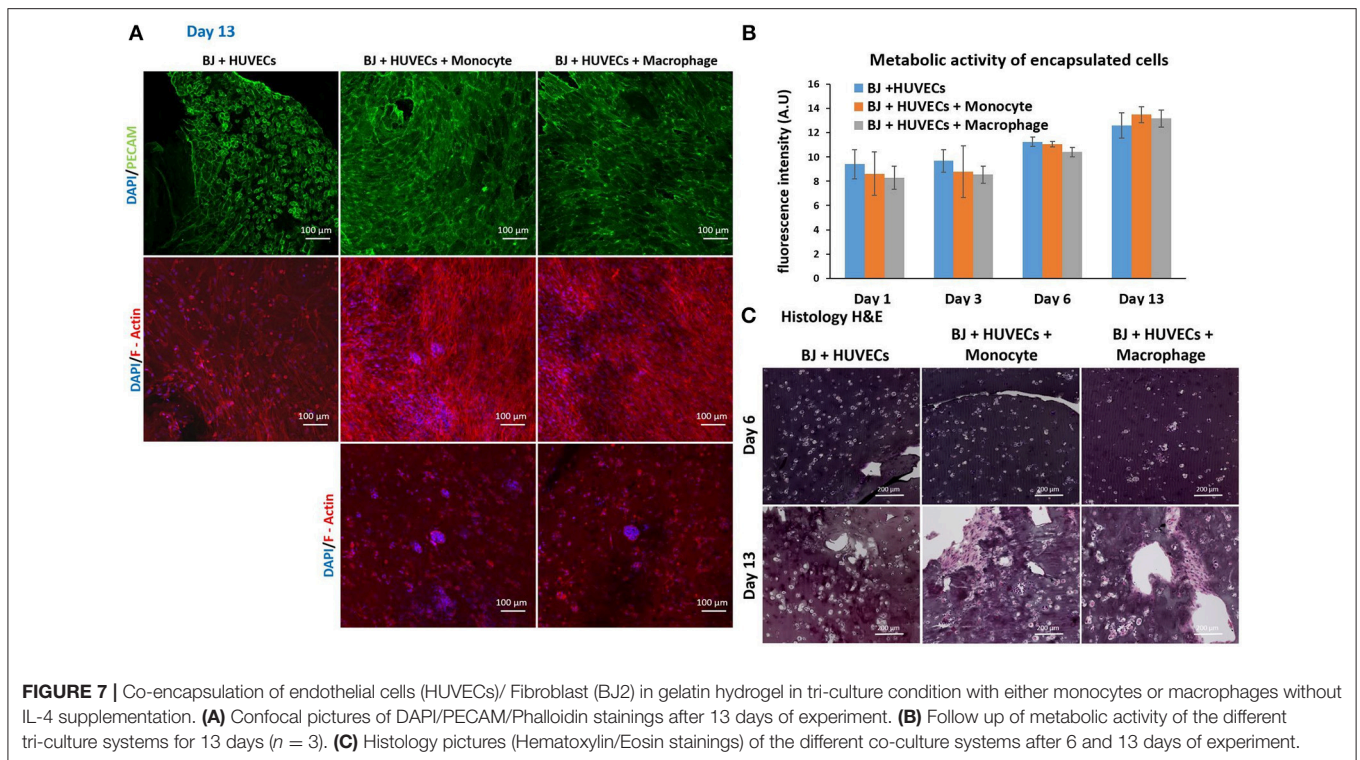 A
Day 13
BJ + HUVECs
BJ + HUVECs + Monocyte
BJ + HUVECs + Macrophage
DAPI/PECAM
100 µm
100 µm
100 µm
DAPI/F - Actin
100 µm
100 µm
100 µm
DAPI/F - Actin
100 µm
100 µm
B
Metabolic activity of encapsulated cells
BJ +HUVECs
BJ + HUVECs + Monocyte
BJ + HUVECs + Macrophage
fluorescence intensity (A.U)
16
14
12
10
8
6
4
2
0
Day 1
Day 3
Day 6
Day 13
C
Histology H&E
BJ + HUVECs
BJ + HUVECs +
Monocyte
BJ + HUVECs +
Macrophage
Day 6
200 µm
200 µm
200 µm
Day 13
200 µm
200 µm
200 µm
FIGURE 7 | Co-encapsulation of endothelial cells (HUVECs)/ Fibroblast (BJ2) in gelatin hydrogel in tri-culture condition with either monocytes or macrophages without
IL-4 supplementation. (A) Confocal pictures of DAPI/PECAM/Phalloidin stainings after 13 days of experiment. (B) Follow up of metabolic activity of the different
tri-culture systems for 13 days (n = 3). (C) Histology pictures (Hematoxylin/Eosin stainings) of the different co-culture systems after 6 and 13 days of experiment.